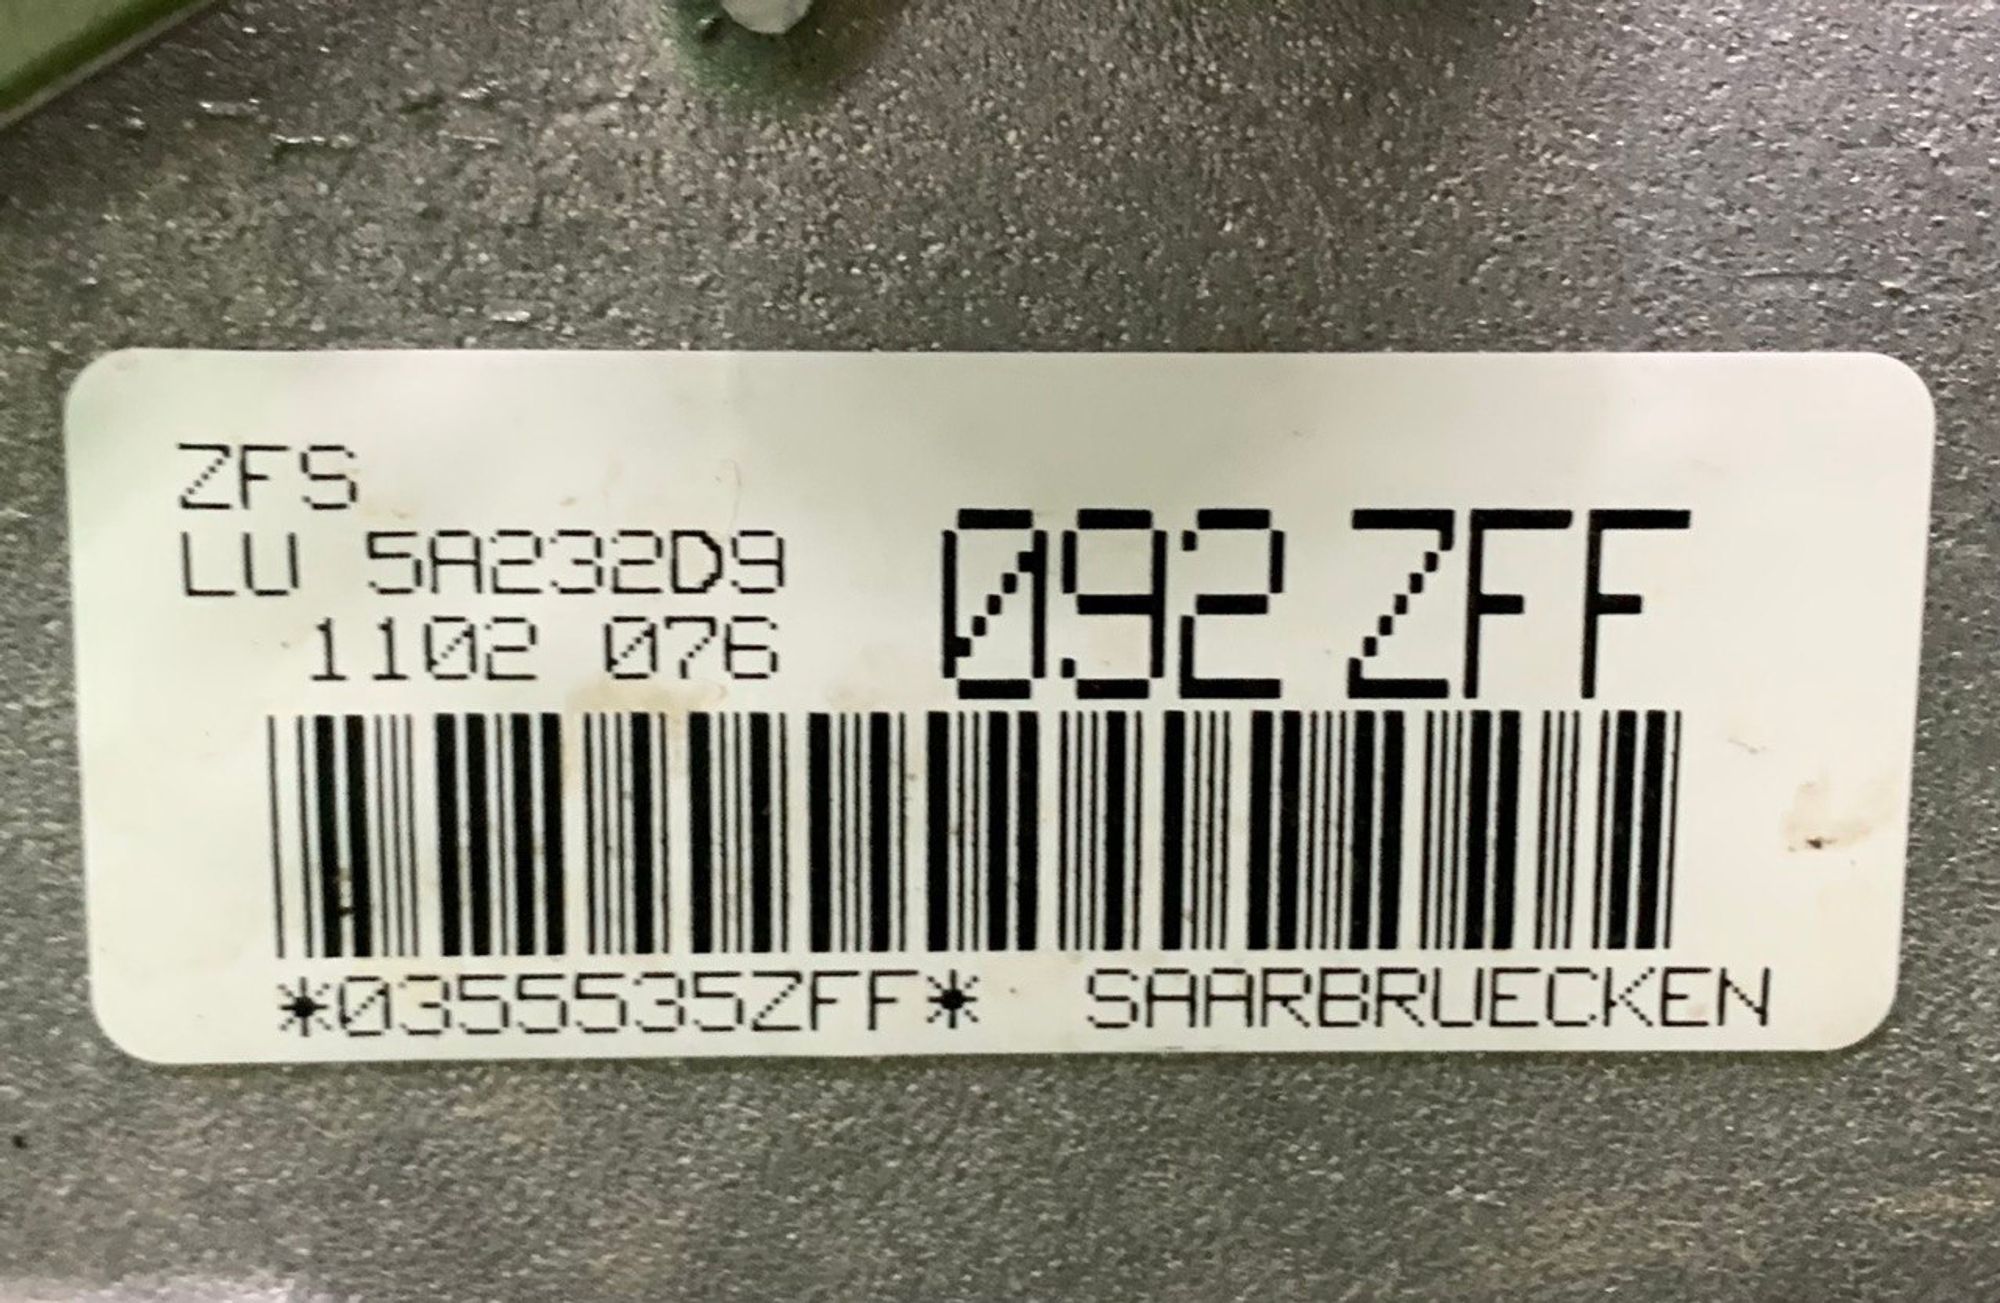 ZFS
LU 5A232D9
1102 076
092 ZFF
*0355535ZFF* SAARBRUECKEN